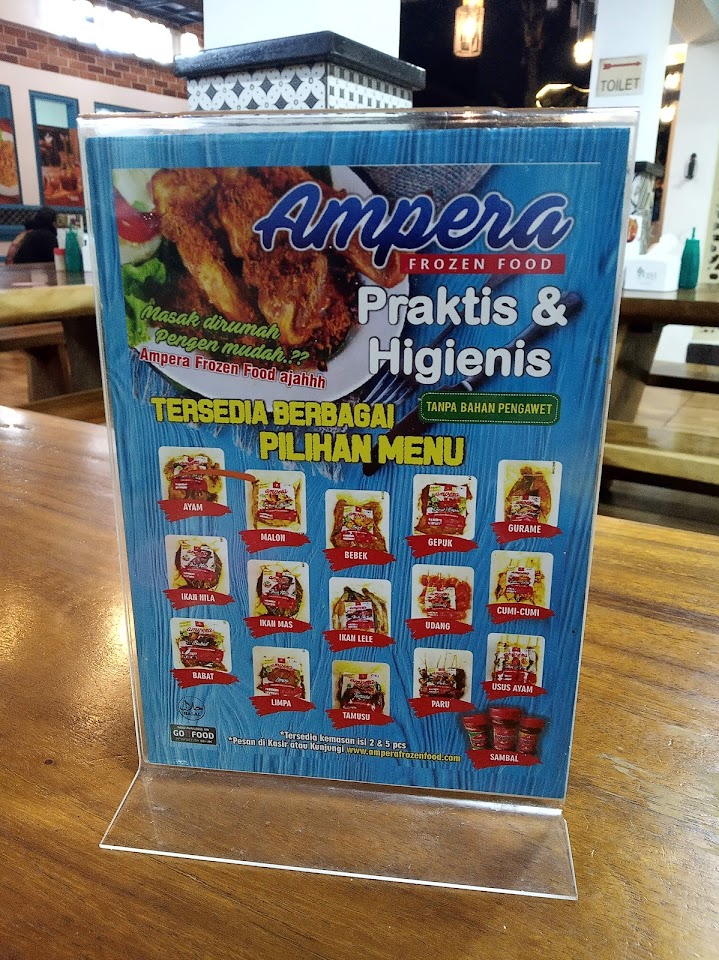 TOILET
Ampera
FROZEN FOOD
Praktis &
Higienis
Masak dirumah
Pengen mudah.??
Ampera Frozen Food ajahhh
TANPA BAHAN PENGAWET
TERSEDIA BERBAGAI
PILIHAN MENU
AYAM
MALON
BEBEK
GEPUK
GURAME
IKAN NILA
IKAN MAS
IKAN LELE
UDANG
CUMI-CUMI
BABAT
LIMPA
TAMUSU
PARU
USUS AYAM
SAMBAL
HALAL
GO FOOD
*Tersedia kemasan isi 2 & 5 pcs
*Pesan di Kasir atau Kunjungi www.amperafrozenfood.com